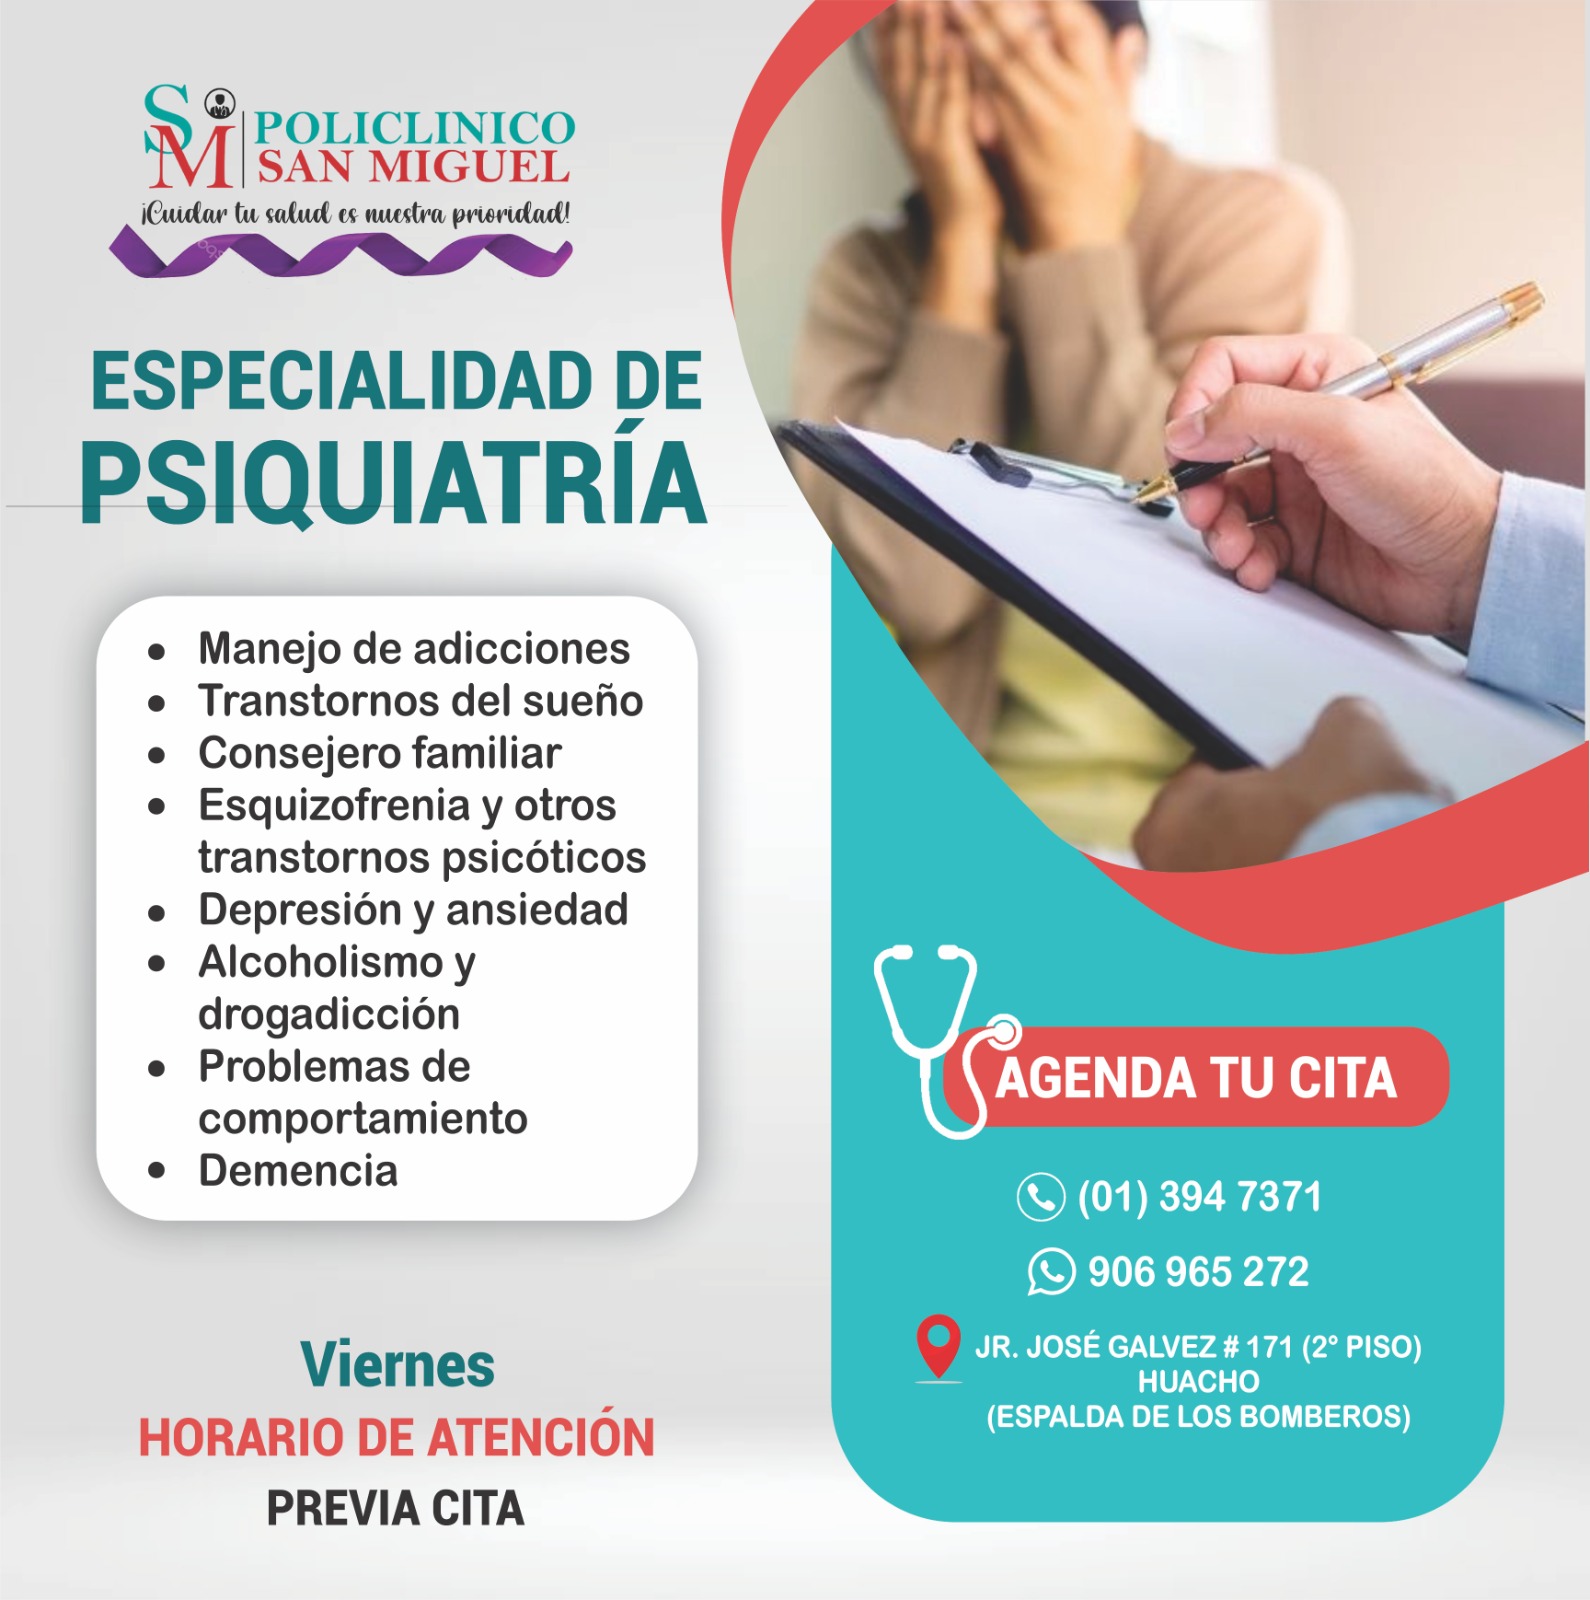 SM
POLICLINICO
SAN MIGUEL
¡Cuidar tu salud es nuestra prioridad!
ESPECIALIDAD DE
PSIQUIATRÍA
• Manejo de adicciones
• Transtornos del sueño
• Consejero familiar
• Esquizofrenia y otros
transtornos psicóticos
• Depresión y ansiedad
• Alcoholismo y
drogadicción
• Problemas de
comportamiento
• Demencia
Viernes
HORARIO DE ATENCIÓN
PREVIA CITA
AGENDA TU CITA
(01) 394 7371
906 965 272
JR. JOSÉ GALVEZ # 171 (2° PISO)
HUACHO
(ESPALDA DE LOS BOMBEROS)